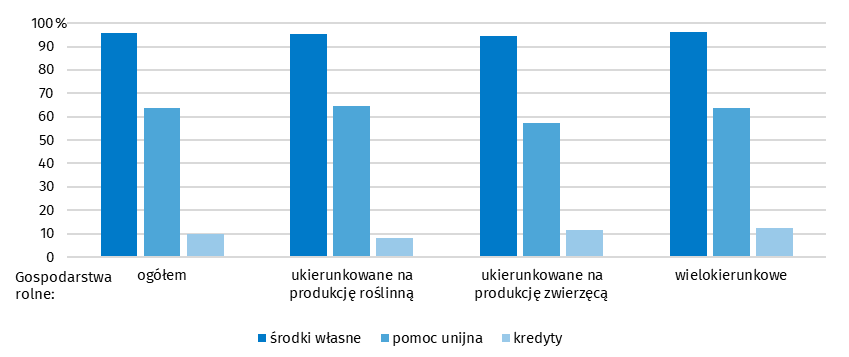 100 %
90
80
70
60
50
40
30
20
10
0
Gospodarstwa
rolne:
ogółem
ukierunkowane na
produkcję roślinną
ukierunkowane na
produkcję zwierzęcą
wielokierunkowe
środki własne
pomoc unijna
kredyty